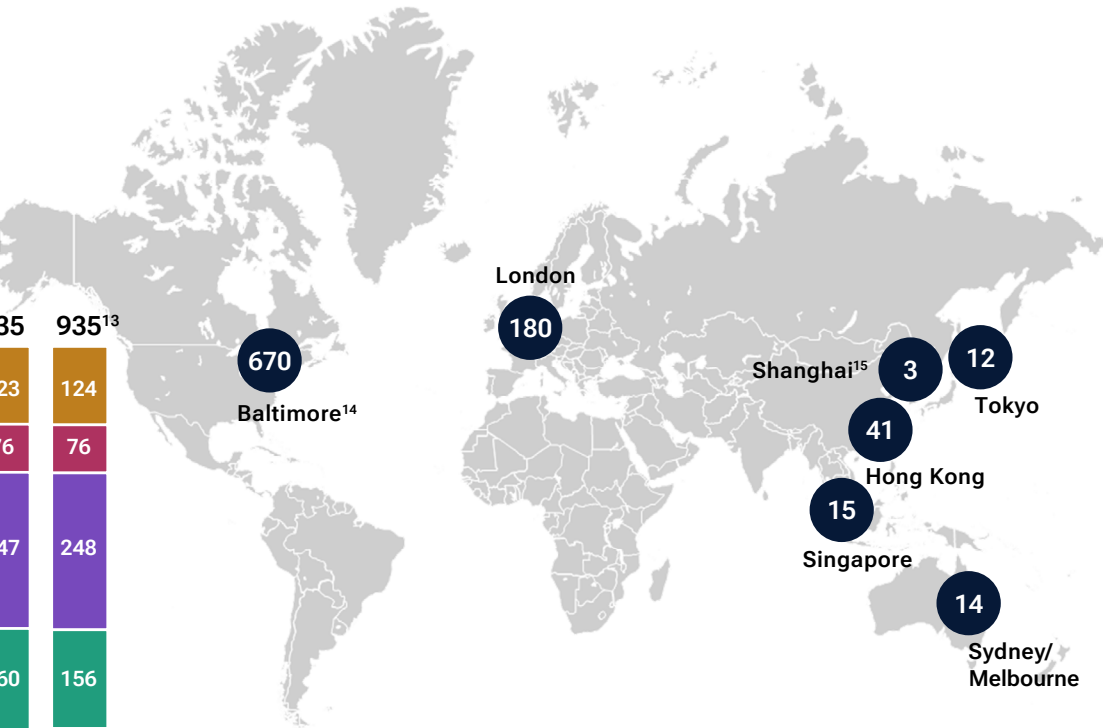 London
180
935¹³
670
Shanghai¹⁵
3
12
124
Baltimore¹⁴
Tokyo
76
41
Hong Kong
15
248
Singapore
14
Sydney/
Melbourne
156